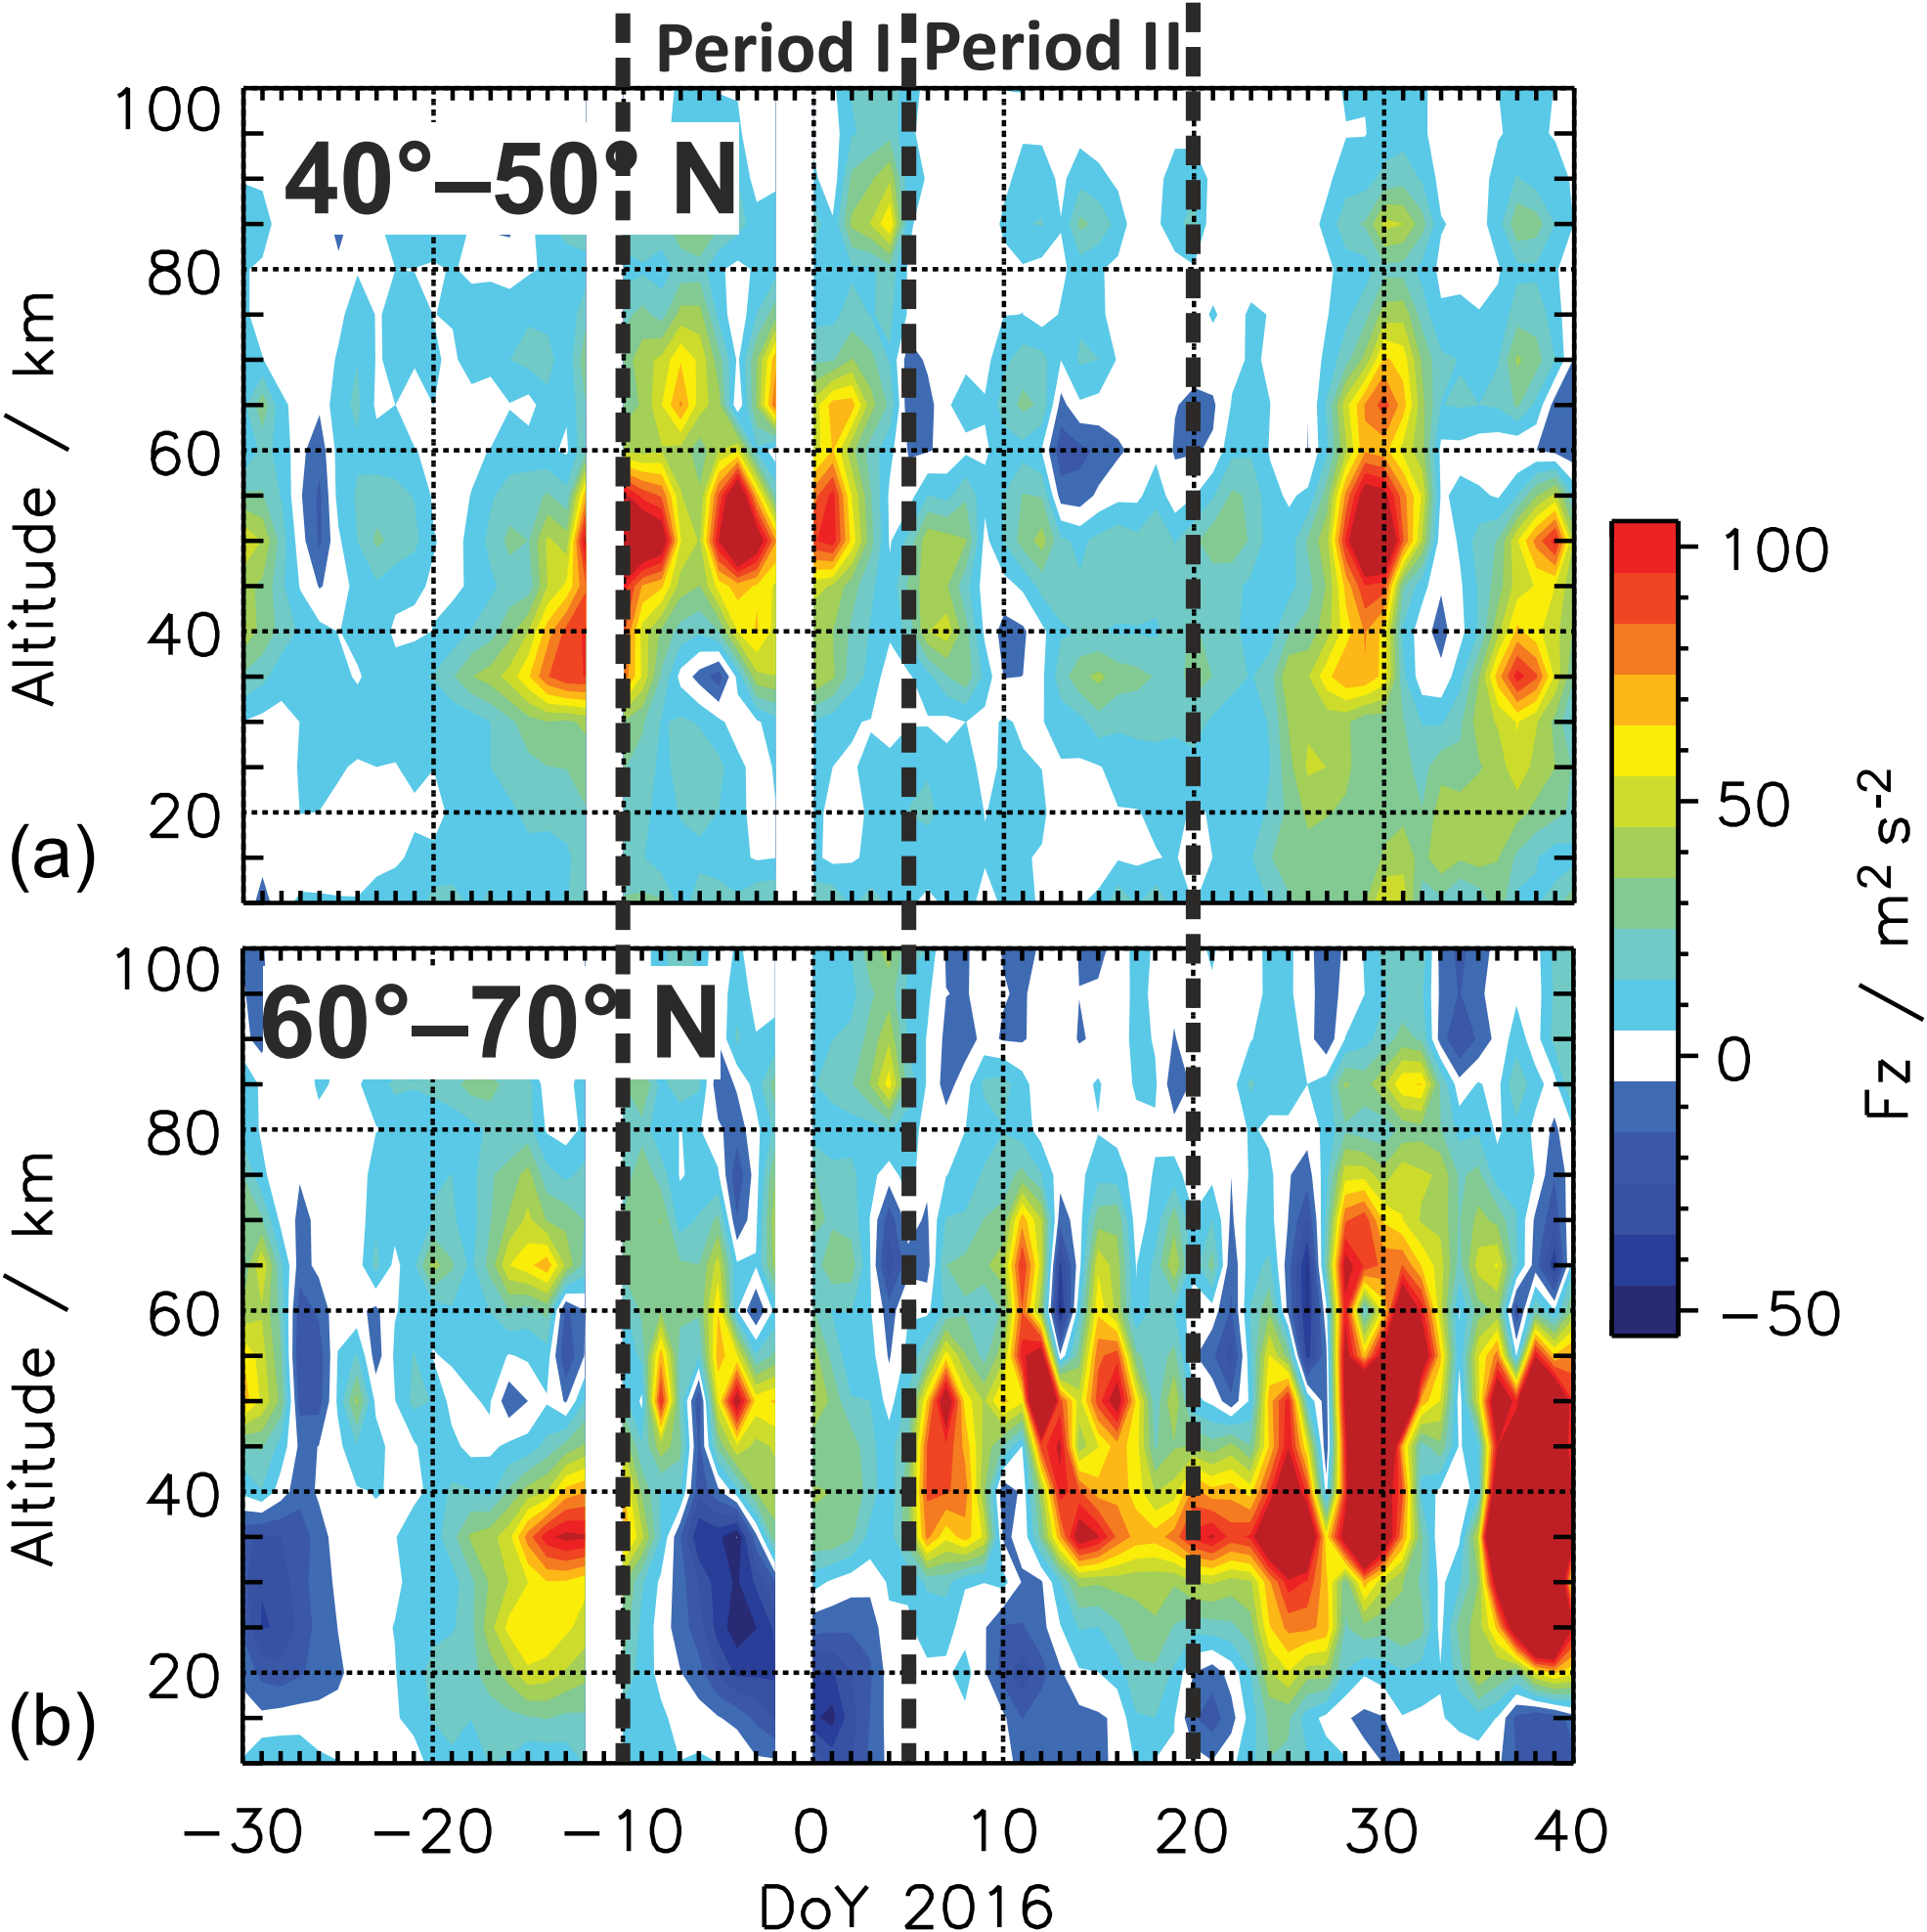 Period I Period II
100
40°–50° N
80
60
40
20
Altitude / km
(a)
100
60°–70° N
80
60
40
20
Altitude / km
(b)
−30 −20 −10 0 10 20 30 40
DoY 2016
100
50
0
−50
Fz / m² s⁻²